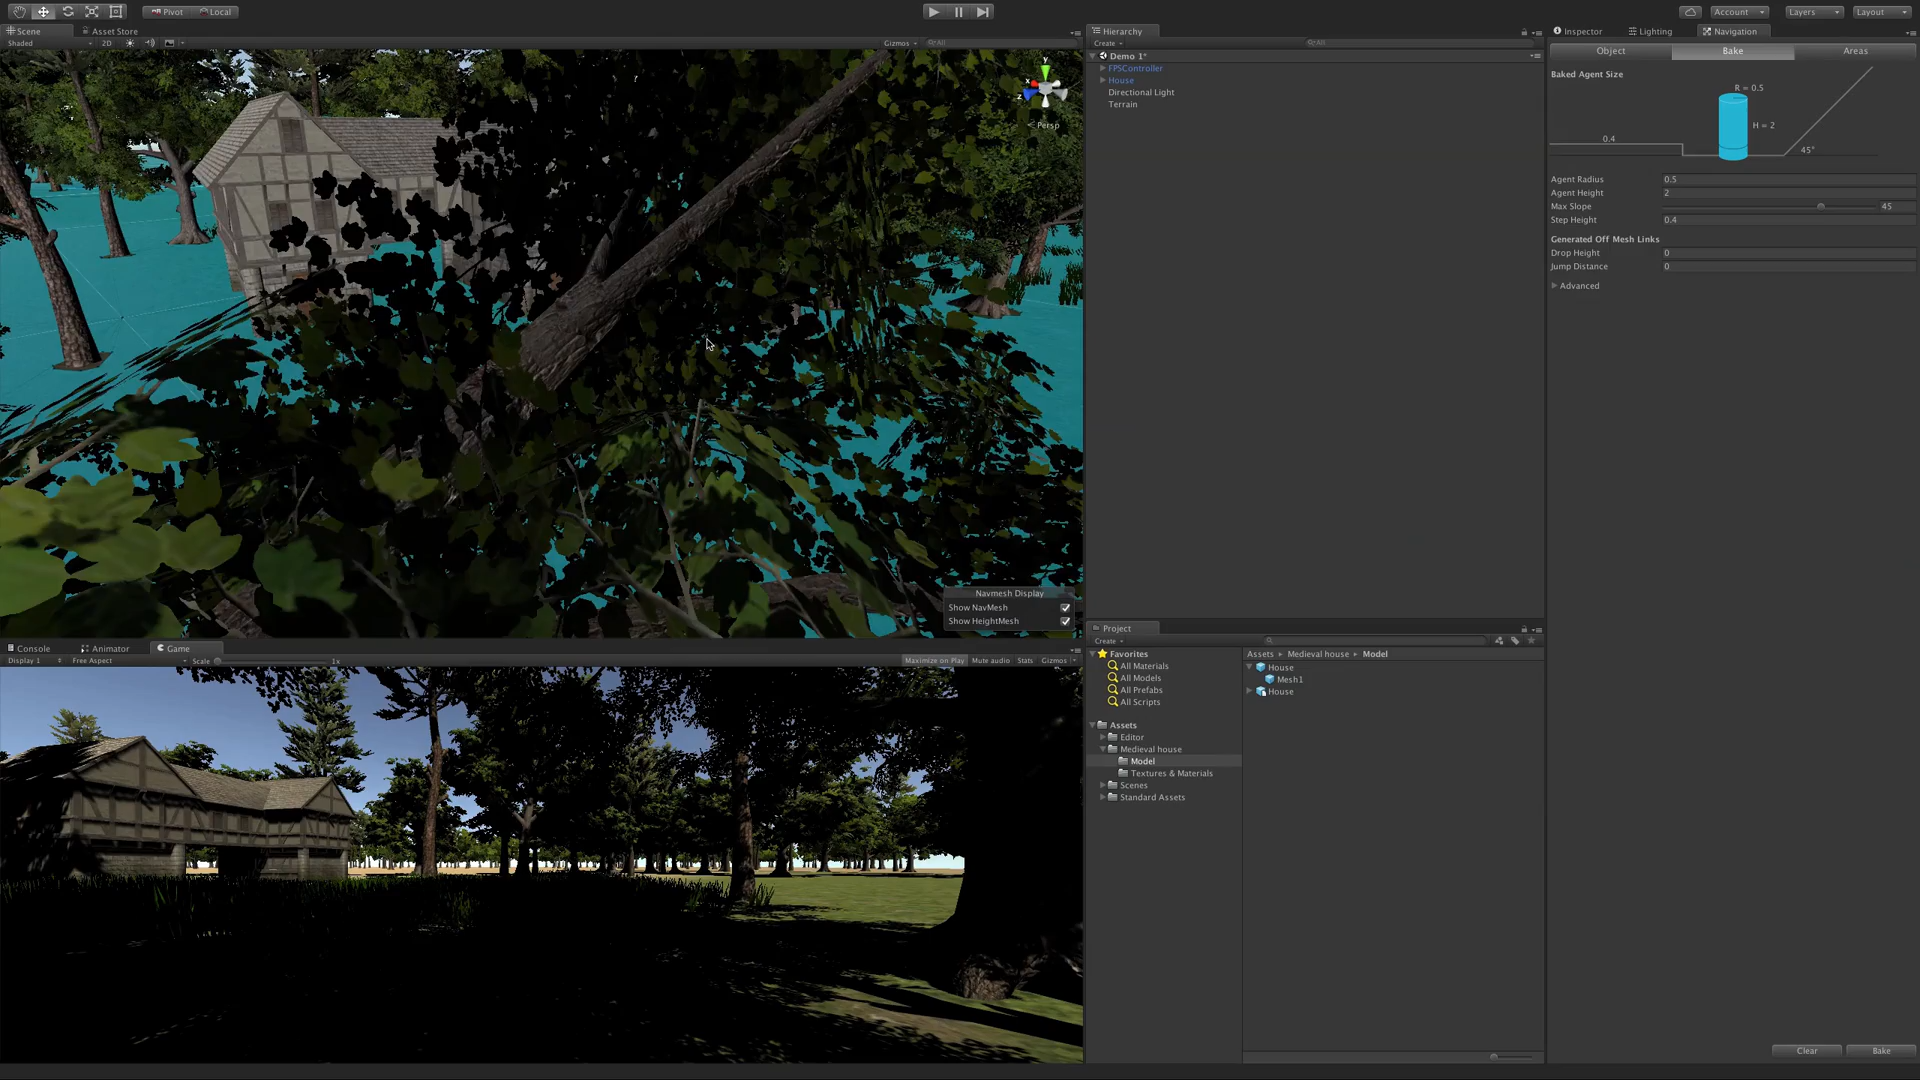 Pivot Local
Account Layers Layout
Scene Asset Store
Shaded 2D Gizmos All
y
x
z
Persp
Navmesh Display
Show NavMesh
Show HeightMesh
Console Animator Game
Display 1 Free Aspect Scale 1x Maximize on Play Mute audio Stats Gizmos
Hierarchy
Create All
Demo 1*
FPSController
House
Directional Light
Terrain
Project
Create
Favorites
All Materials
All Models
All Prefabs
All Scripts
Assets
Editor
Medieval house
Model
Textures & Materials
Scenes
Standard Assets
Assets Medieval house Model
House
Mesh1
House
Inspector Lighting Navigation
Object Bake Areas
Baked Agent Size
R = 0.5
H = 2
0.4
45°
Agent Radius 0.5
Agent Height 2
Max Slope 45
Step Height 0.4
Generated Off Mesh Links
Drop Height 0
Jump Distance 0
Advanced
Clear Bake